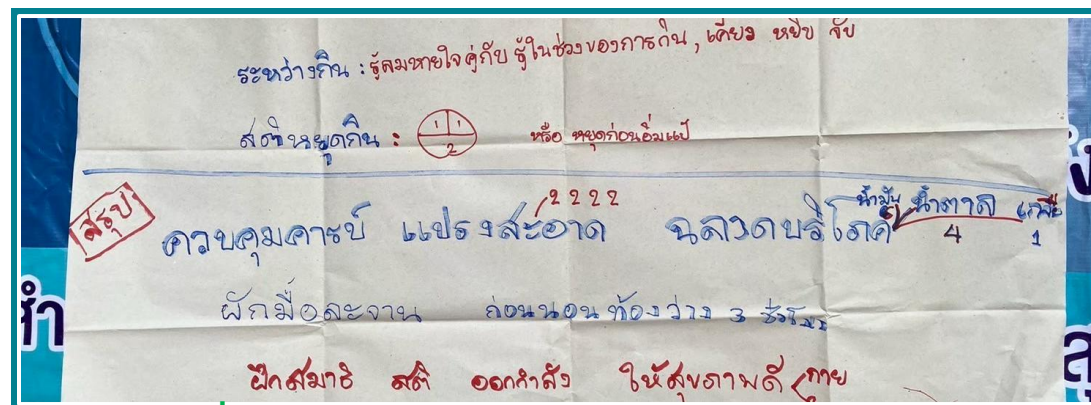 ระหว่างกิน : รู้ลมหายใจคู่กับ รู้ในช่วงของการกิน, เคี้ยว หยิบ จับ
สติหยุดกิน : 1 1 2 หรือ หยุดก่อนอิ่มแป้
สรุป
2 2 2 2
ควบคุมคารบ์ แปรงสะอาด ฉลาดบริโภค น้ำมัน 6 น้ำตาล 4 เกลือ 1
ผักมื้อละจาน ก่อนนอนท้องว่าง 3 ชั่วโมง
ฝึกสมาธิ สติ ออกกำลัง ให้สุขภาพดี กาย